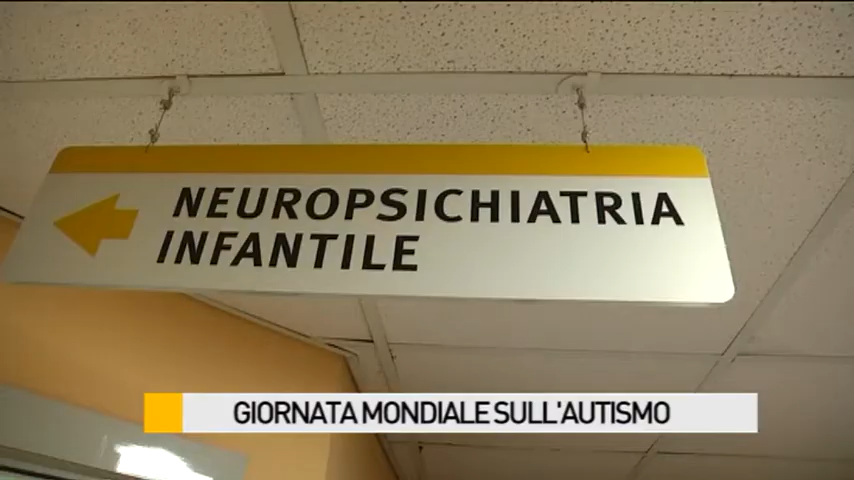 NEUROPSICHIATRIA
INFANTILE
GIORNATA MONDIALE SULL'AUTISMO